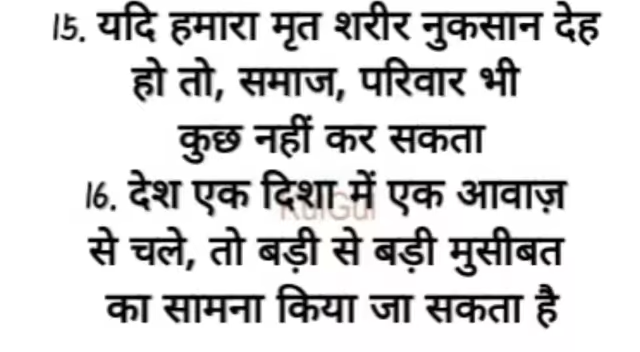 15. यदि हमारा मृत शरीर नुकसान देह
हो तो, समाज, परिवार भी
कुछ नहीं कर सकता
16. देश एक दिशा में एक आवाज़
से चले, तो बड़ी से बड़ी मुसीबत
का सामना किया जा सकता है